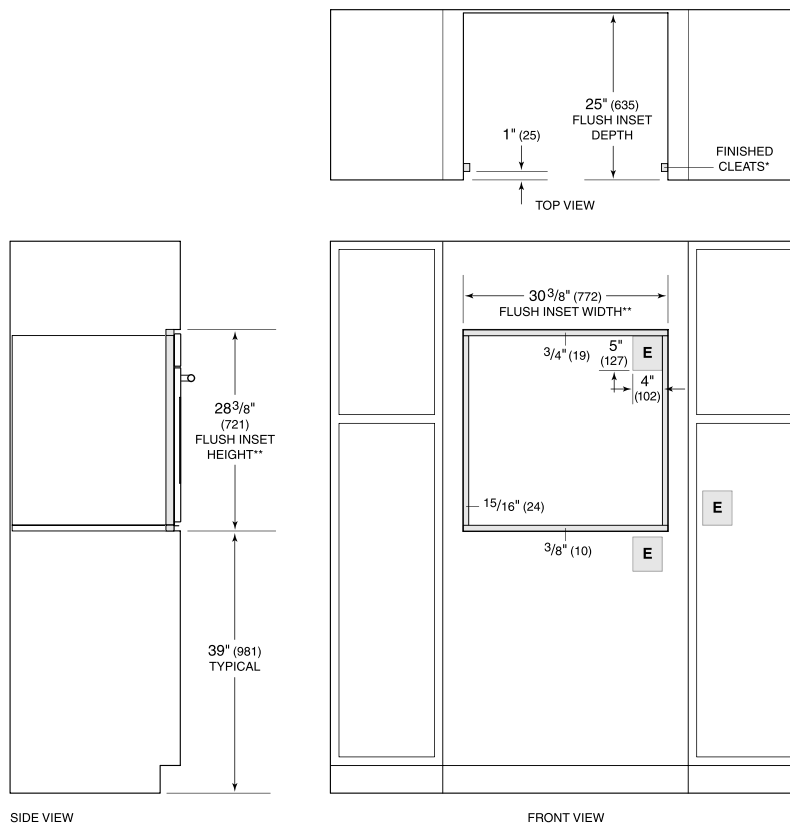 25" (635)
FLUSH INSET
DEPTH
1" (25)
FINISHED
CLEATS*
TOP VIEW
30 3/8" (772)
FLUSH INSET WIDTH**
3/4" (19)
5"
(127)
E
4"
(102)
28 3/8"
(721)
FLUSH INSET
HEIGHT**
15/16" (24)
E
3/8" (10)
E
39" (981)
TYPICAL
SIDE VIEW
FRONT VIEW